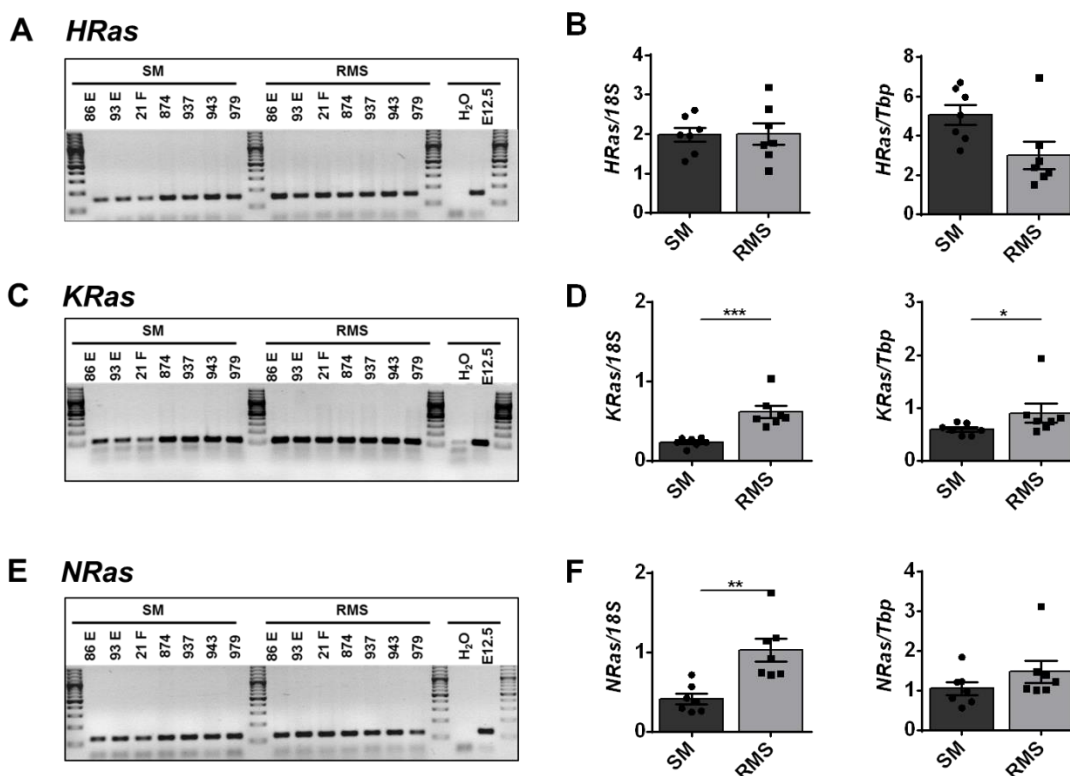 A HRas
SM RMS
86 E 93 E 21 F 874 937 943 979 86 E 93 E 21 F 874 937 943 979 H₂O E12.5
B
HRas/18S
4
3
2
1
0
SM RMS
HRas/Tbp
8
6
4
2
0
SM RMS
C KRas
SM RMS
86 E 93 E 21 F 874 937 943 979 86 E 93 E 21 F 874 937 943 979 H₂O E12.5
D
KRas/18S
2
1
0
***
SM RMS
KRas/Tbp
3
2
1
0
*
SM RMS
E NRas
SM RMS
86 E 93 E 21 F 874 937 943 979 86 E 93 E 21 F 874 937 943 979 H₂O E12.5
F
NRas/18S
2
1
0
**
SM RMS
NRas/Tbp
4
3
2
1
0
SM RMS